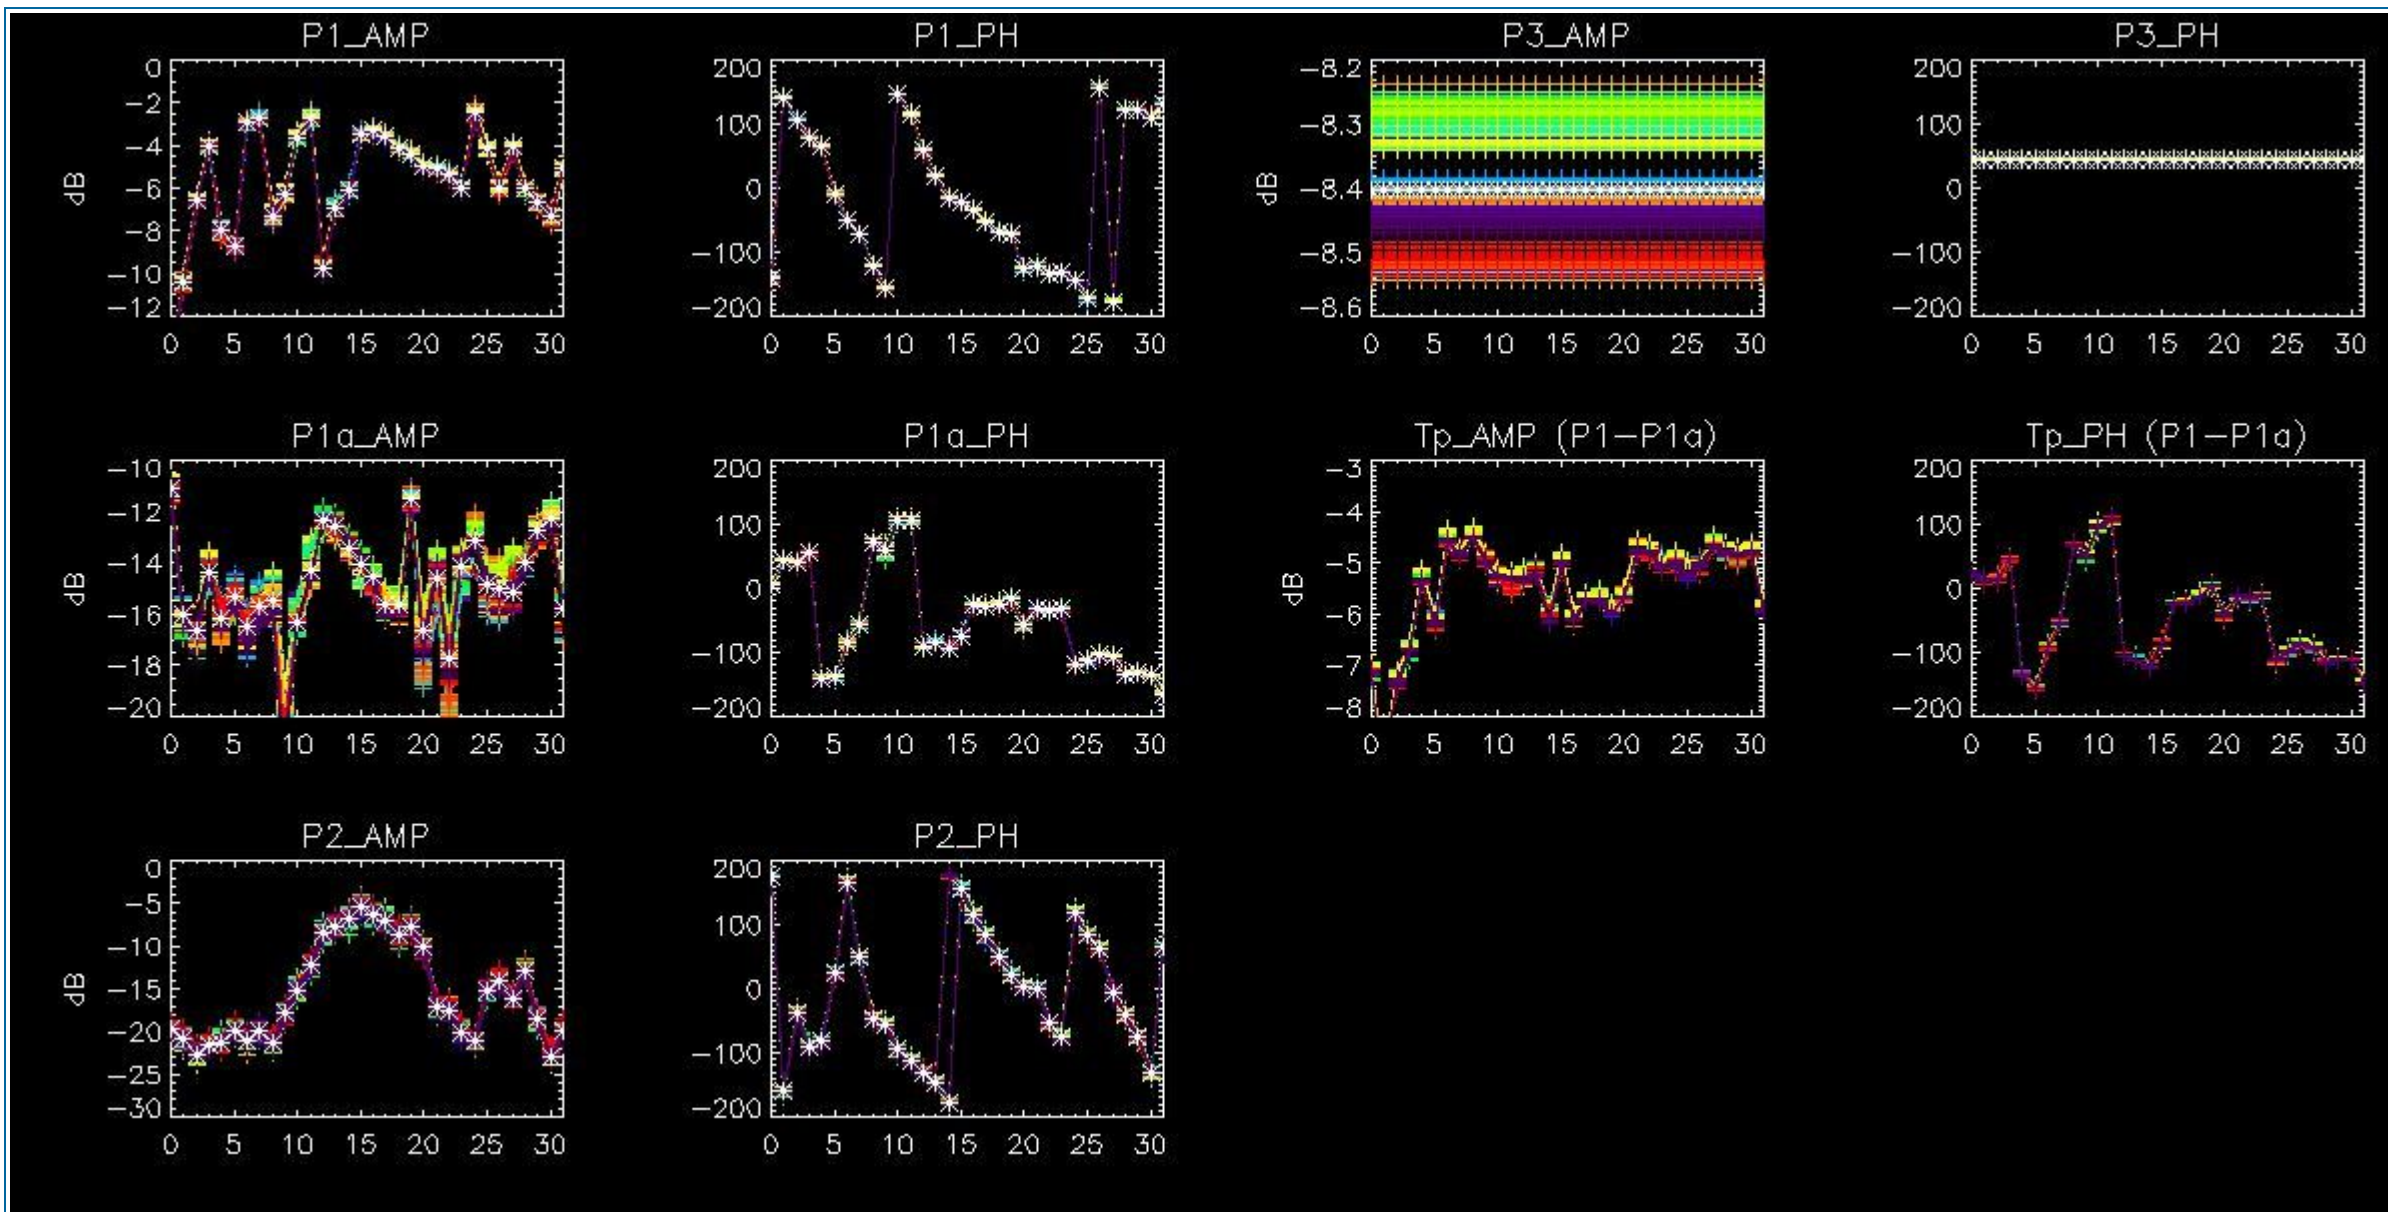 P1_AMP
0
−2
−4
−6
−8
−10
−12
dB
0 5 10 15 20 25 30
P1_PH
200
100
0
−100
−200
0 5 10 15 20 25 30
P3_AMP
−8.2
−8.3
−8.4
−8.5
−8.6
dB
0 5 10 15 20 25 30
P3_PH
200
100
0
−100
−200
0 5 10 15 20 25 30
P1a_AMP
−10
−12
−14
−16
−18
−20
dB
0 5 10 15 20 25 30
P1a_PH
200
100
0
−100
−200
0 5 10 15 20 25 30
Tp_AMP (P1−P1a)
−3
−4
−5
−6
−7
−8
dB
0 5 10 15 20 25 30
Tp_PH (P1−P1a)
200
100
0
−100
−200
0 5 10 15 20 25 30
P2_AMP
0
−5
−10
−15
−20
−25
−30
dB
0 5 10 15 20 25 30
P2_PH
200
100
0
−100
−200
0 5 10 15 20 25 30